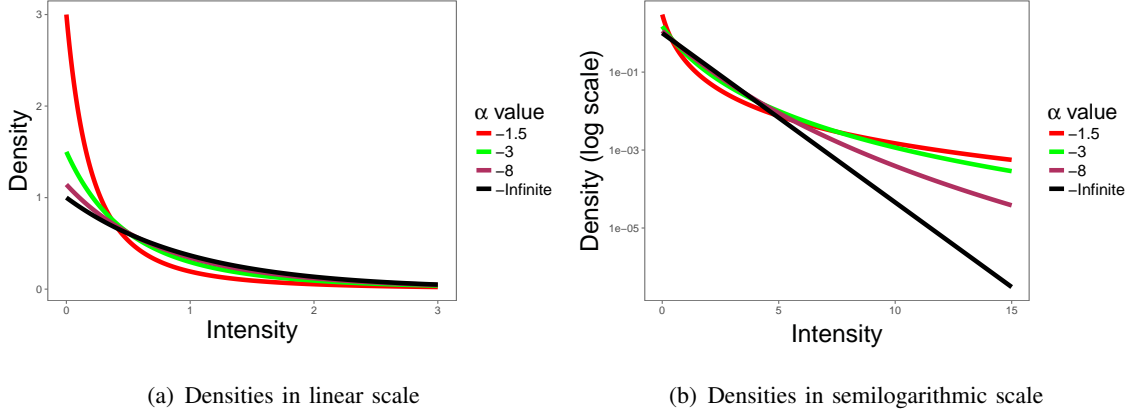 3
2
1
0
Density
0
1
2
3
Intensity
α value
−1.5
−3
−8
−Infinite
(a) Densities in linear scale
1e−01
1e−03
1e−05
Density (log scale)
0
5
10
15
Intensity
α value
−1.5
−3
−8
−Infinite
(b) Densities in semilogarithmic scale